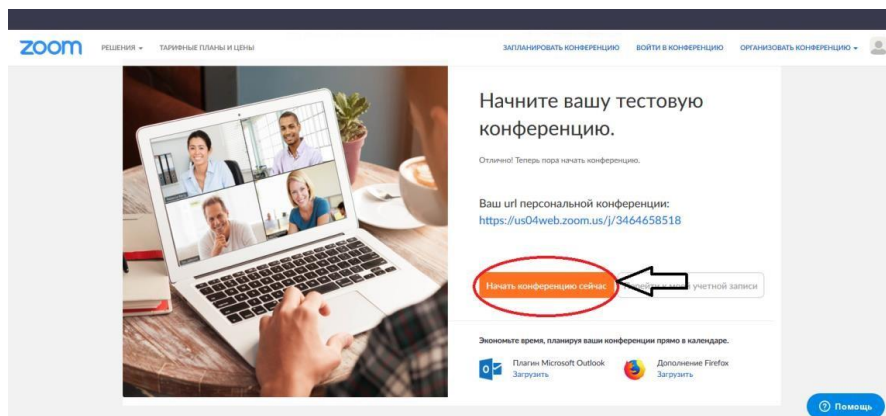 zoom
РЕШЕНИЯ
ТАРИФНЫЕ ПЛАНЫ И ЦЕНЫ
ЗАПЛАНИРОВАТЬ КОНФЕРЕНЦИЮ
ВОЙТИ В КОНФЕРЕНЦИЮ
ОРГАНИЗОВАТЬ КОНФЕРЕНЦИЮ
Начните вашу тестовую
конференцию.
Отлично! Теперь пора начать конференцию.
Ваш url персональной конференции:
https://us04web.zoom.us/j/3464658518
Начать конференцию сейчас
учетной записи
Экономьте время, планируя ваши конференции прямо в календаре.
Плагин Microsoft Outlook
Загрузить
Дополнение Firefox
Загрузить
Помощь